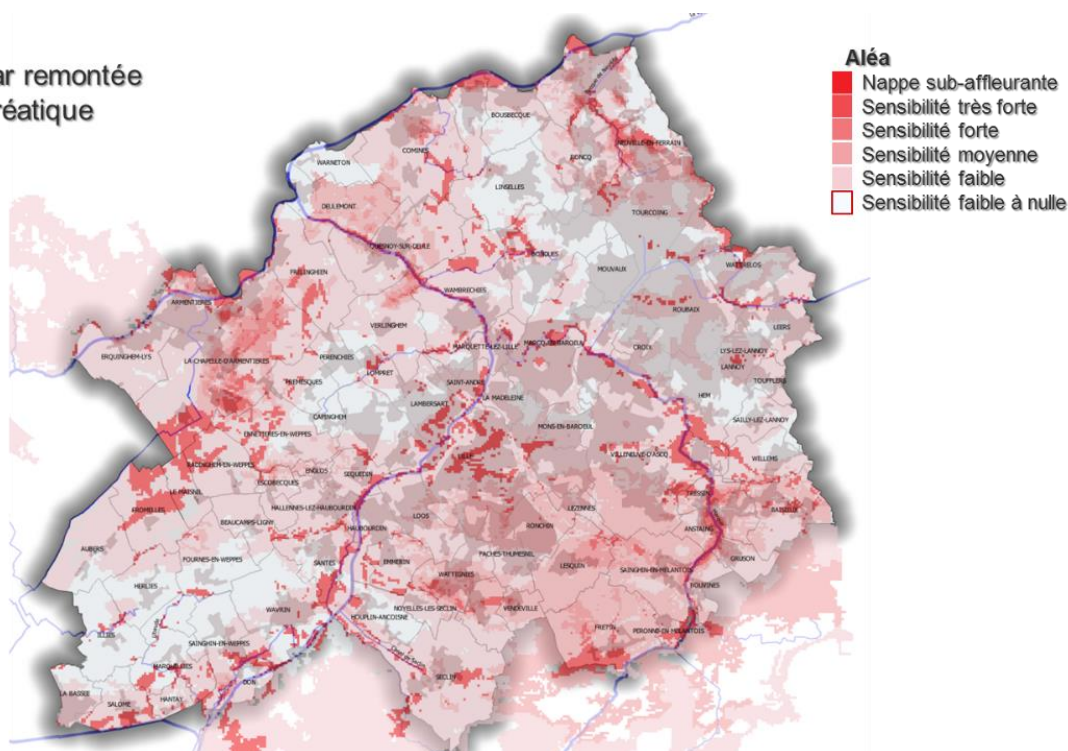 ar remontée
réatique
Aléa
Nappe sub-affleurante
Sensibilité très forte
Sensibilité forte
Sensibilité moyenne
Sensibilité faible
Sensibilité faible à nulle
BOUSBECQUE
COMINES
WARNETON
RONCQ
NEUVILLE-EN-FERRAIN
LINSELLES
DEULEMONT
TOURCOING
QUESNOY-SUR-DEULE
BONDUES
MOUVAUX
WATTRELOS
FRELINGHIEN
WAMBRECHIES
ARMENTIERES
ROUBAIX
VERLINGHEM
LEERS
ERQUINGHEM-LYS
LA CHAPELLE-D'ARMENTIERES
PERENCHIES
MARQUETTE-LEZ-LILLE
MARCQ-EN-BAROEUL
CROIX
LYS-LEZ-LANNOY
LANNOY
LOMPRET
PREMESQUES
SAINT-ANDRE
TOUFFLERS
LAMBERSART
LA MADELEINE
HEM
CAPINGHEM
SAILLY-LEZ-LANNOY
MONS-EN-BAROEUL
ENNETIERES-EN-WEPPES
LILLE
VILLENEUVE-D'ASCQ
WILLEMS
RADINGHEM-EN-WEPPES
ENGLOS
SEQUEDIN
ESCOBECQUES
LE MAISNIL
TRESSIN
HALLENNES-LEZ-HAUBOURDIN
LEZENNES
FROMELLES
LOOS
BAISIEUX
BEAUCAMPS-LIGNY
HAUBOURDIN
RONCHIN
ANSTAING
AUBERS
FACHES-THUMESNIL
FOURNES-EN-WEPPES
EMMERIN
SANTES
LESQUIN
GRUSON
SAINGHIN-EN-MELANTOIS
WATTIGNIES
HERLIES
BOUVINES
WAVRIN
NOYELLES-LES-SECLIN
VENDEVILLE
HOUPLIN-ANCOISNE
ILLIES
FRETIN
PERONNE-EN-MELANTOIS
SAINGHIN-EN-WEPPES
MARQUILLIES
SECLIN
DON
LA BASSEE
HANTAY
SALOME